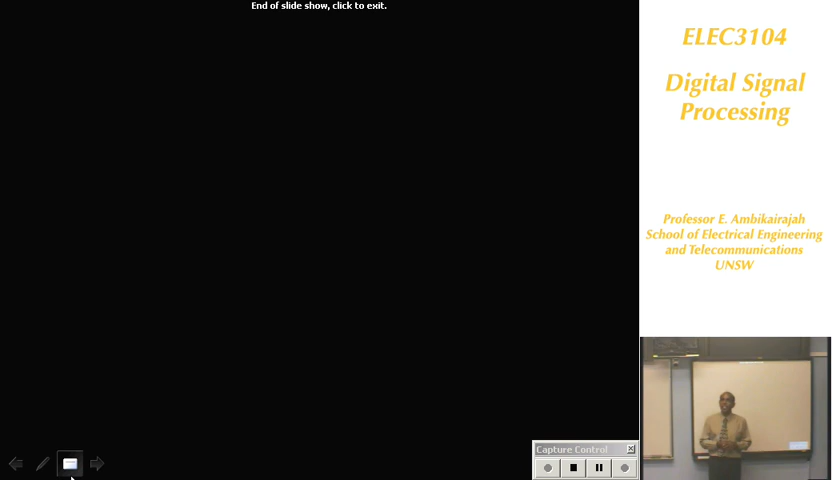 End of slide show, click to exit.
ELEC3104
Digital Signal
Processing
Professor E. Ambikairajah
School of Electrical Engineering
and Telecommunications
UNSW
Capture Control